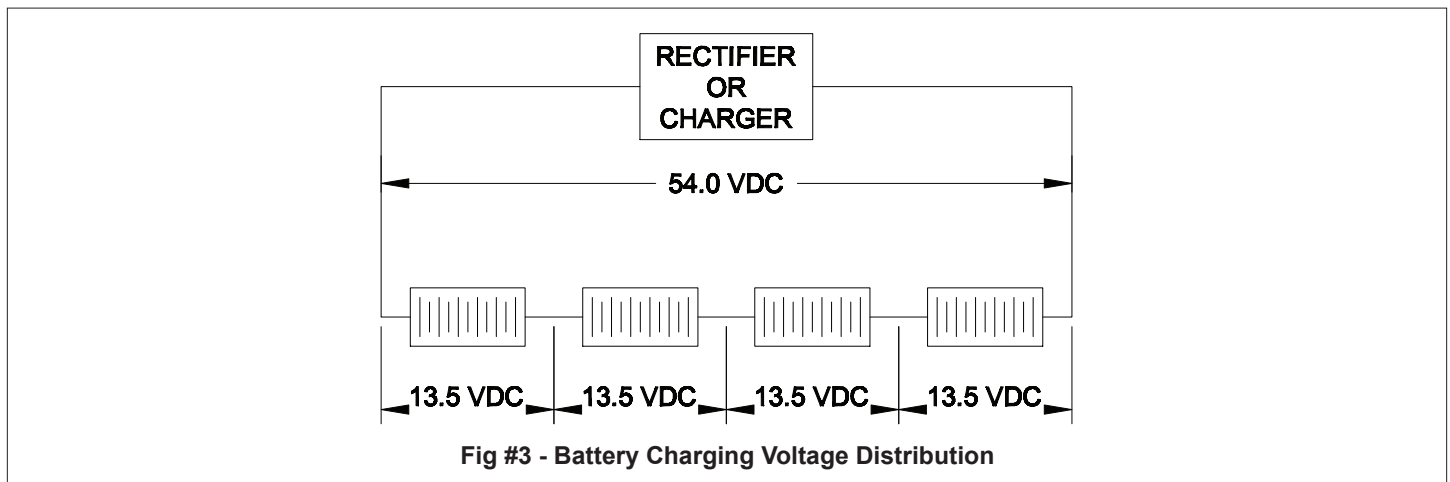 RECTIFIER
OR
CHARGER
54.0 VDC
13.5 VDC 13.5 VDC 13.5 VDC 13.5 VDC
Fig #3 - Battery Charging Voltage Distribution